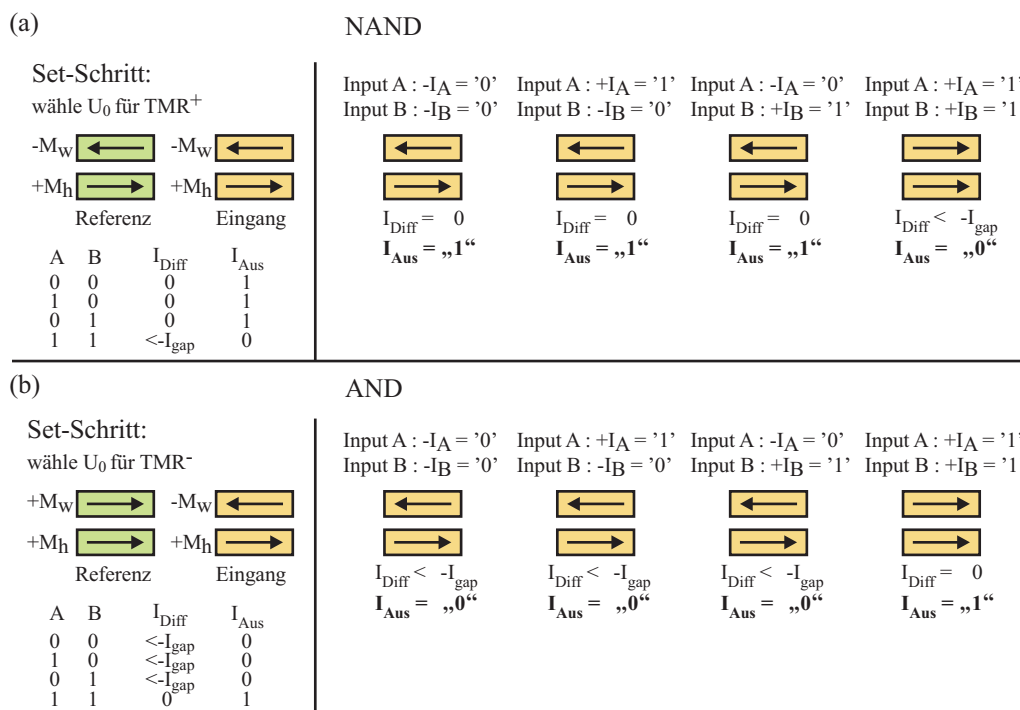 (a)
NAND
Set-Schritt:
wähle U0 für TMR+
-Mw -Mw
+Mh +Mh
Referenz Eingang
A B IDiff IAus
0 0 0 1
1 0 0 1
0 1 0 1
1 1 <-Igap 0
Input A : -IA = '0' Input A : +IA = '1' Input A : -IA = '0' Input A : +IA = '1'
Input B : -IB = '0' Input B : -IB = '0' Input B : +IB = '1' Input B : +IB = '1
IDiff = 0 IDiff = 0 IDiff = 0 IDiff < -Igap
IAus = „1“ IAus = „1“ IAus = „1“ IAus = „0“
(b)
AND
Set-Schritt:
wähle U0 für TMR-
+Mw -Mw
+Mh +Mh
Referenz Eingang
A B IDiff IAus
0 0 <-Igap 0
1 0 <-Igap 0
0 1 <-Igap 0
1 1 0 1
Input A : -IA = '0' Input A : +IA = '1' Input A : -IA = '0' Input A : +IA = '1'
Input B : -IB = '0' Input B : -IB = '0' Input B : +IB = '1' Input B : +IB = '1
IDiff < -Igap IDiff < -Igap IDiff < -Igap IDiff = 0
IAus = „0“ IAus = „0“ IAus = „0“ IAus = „1“